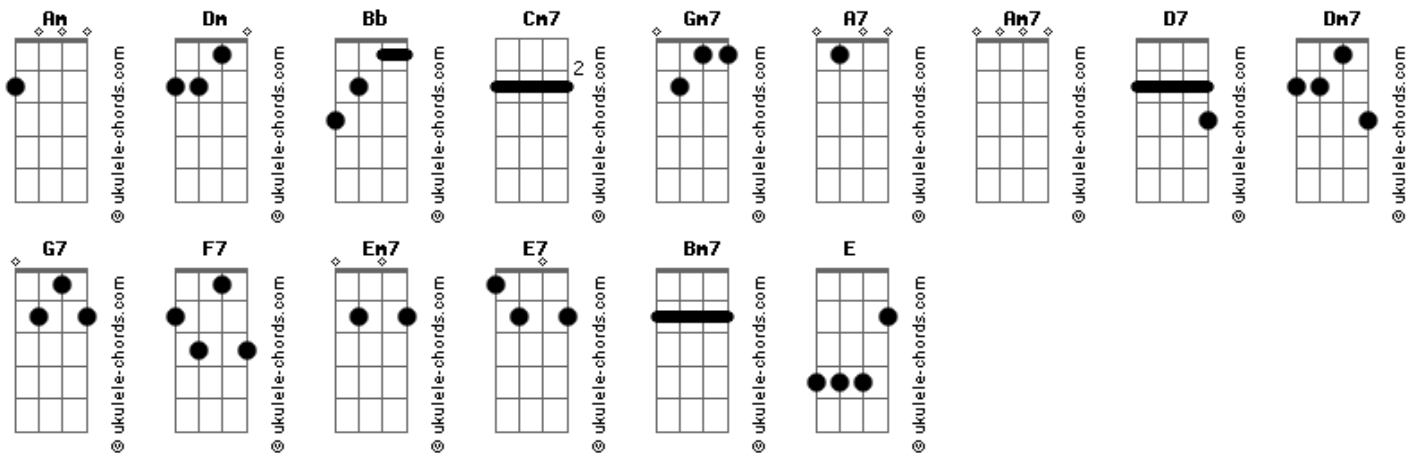 Am Dm Bb Cm7 Gm7 A7 Am7 D7 Dm7
2
© ukulele-chords.com © ukulele-chords.com © ukulele-chords.com © ukulele-chords.com © ukulele-chords.com © ukulele-chords.com © ukulele-chords.com © ukulele-chords.com © ukulele-chords.com
G7 F7 Em7 E7 Bm7 E
© ukulele-chords.com © ukulele-chords.com © ukulele-chords.com © ukulele-chords.com © ukulele-chords.com © ukulele-chords.com